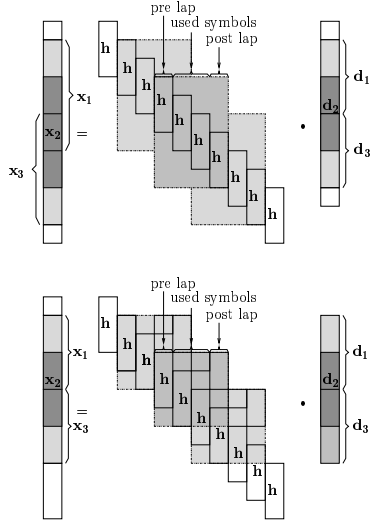 pre lap
used symbols
post lap
h
h
h
d₁
x₁
h
d₂
h
x₂ = h •
h
d₃
x₃
h
h
h
pre lap
used symbols
post lap
h
h
x₁
d₁
h
x₂
h
d₂
h
= •
h
x₃
d₃
h
h
h
h